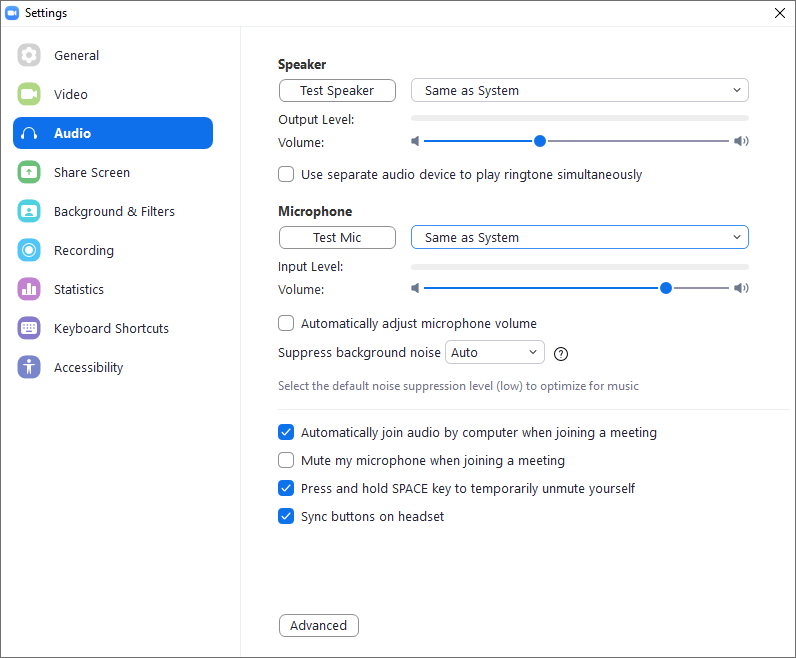 Settings
General
Video
Audio
Share Screen
Background & Filters
Recording
Statistics
Keyboard Shortcuts
Accessibility
Speaker
Test Speaker
Same as System
Output Level:
Volume:
Use separate audio device to play ringtone simultaneously
Microphone
Test Mic
Same as System
Input Level:
Volume:
Automatically adjust microphone volume
Suppress background noise Auto ?
Select the default noise suppression level (low) to optimize for music
Automatically join audio by computer when joining a meeting
Mute my microphone when joining a meeting
Press and hold SPACE key to temporarily unmute yourself
Sync buttons on headset
Advanced